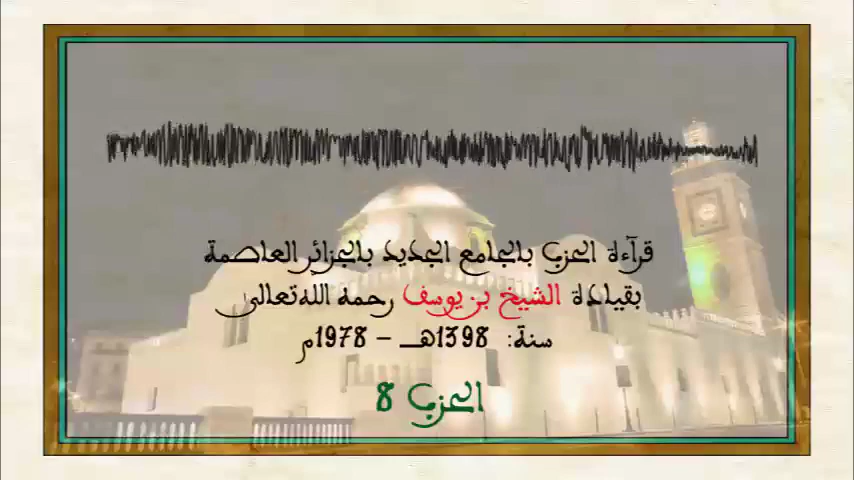 قرآءة الحزب بالجامع الجديد بالجزائر العاصمة
بقيادة الشيخ بن يوسف رحمه الله تعالى
سنة: 1398هـ - 1978م
الحزب 8